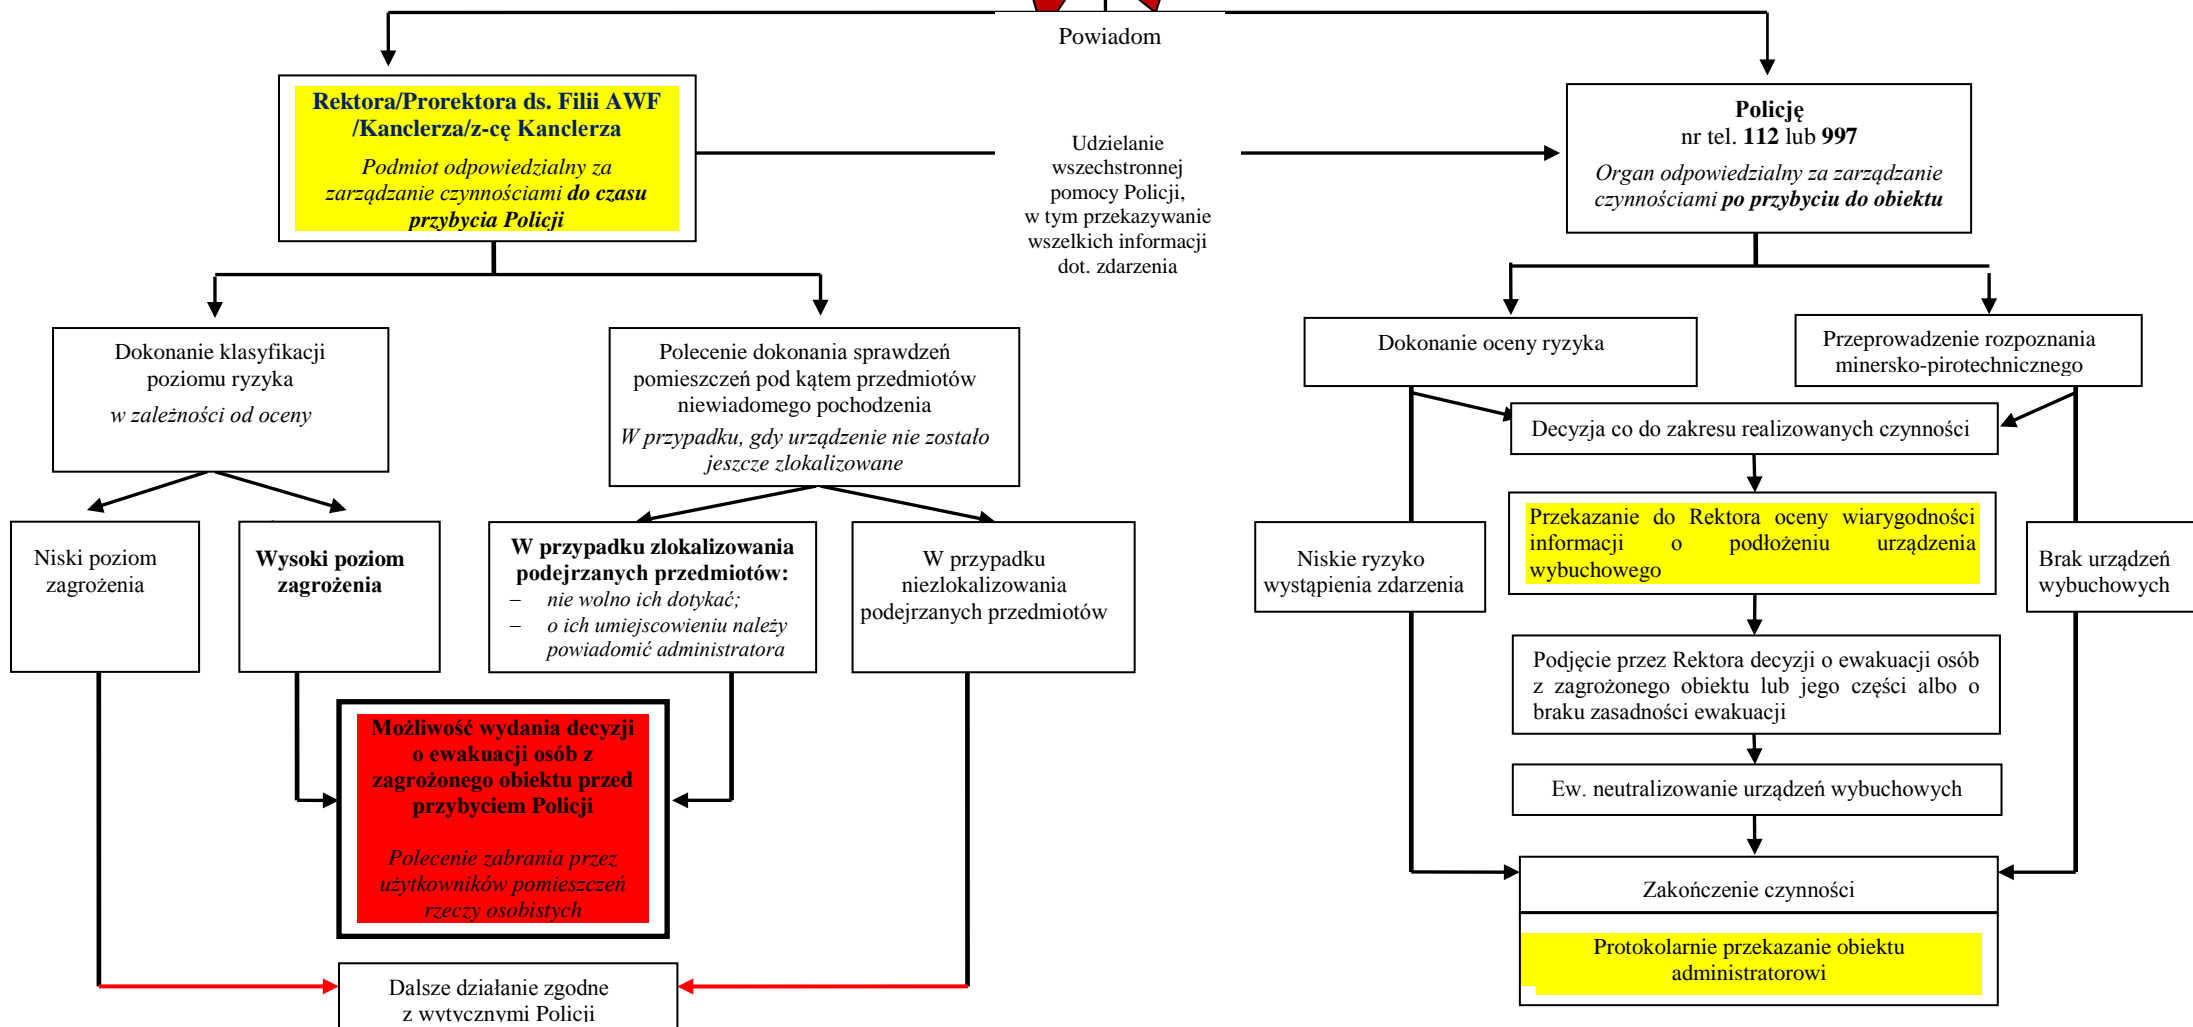 Powiadom
Rektora/Prorektora ds. Filii AWF
/Kanclerza/z-cę Kanclerza
Podmiot odpowiedzialny za
zarządzanie czynnościami do czasu
przybycia Policji
Udzielanie
wszechstronnej
pomocy Policji,
w tym przekazywanie
wszelkich informacji
dot. zdarzenia
Policję
nr tel. 112 lub 997
Organ odpowiedzialny za zarządzanie
czynnościami po przybyciu do obiektu
Dokonanie klasyfikacji
poziomu ryzyka
w zależności od oceny
Polecenie dokonania sprawdzeń
pomieszczeń pod kątem przedmiotów
niewiadomego pochodzenia
W przypadku, gdy urządzenie nie zostało
jeszcze zlokalizowane
Dokonanie oceny ryzyka
Przeprowadzenie rozpoznania
minersko-pirotechnicznego
Decyzja co do zakresu realizowanych czynności
Niski poziom
zagrożenia
Wysoki poziom
zagrożenia
W przypadku zlokalizowania
podejrzanych przedmiotów:
– nie wolno ich dotykać;
– o ich umiejscowieniu należy
powiadomić administratora
W przypadku
niezlokalizowania
podejrzanych przedmiotów
Niskie ryzyko
wystąpienia zdarzenia
Przekazanie do Rektora oceny wiarygodności
informacji o podłożeniu urządzenia
wybuchowego
Brak urządzeń
wybuchowych
Podjęcie przez Rektora decyzji o ewakuacji osób
z zagrożonego obiektu lub jego części albo o
braku zasadności ewakuacji
Możliwość wydania decyzji
o ewakuacji osób z
zagrożonego obiektu przed
przybyciem Policji
Polecenie zabrania przez
użytkowników pomieszczeń
rzeczy osobistych
Ew. neutralizowanie urządzeń wybuchowych
Zakończenie czynności
Protokolarnie przekazanie obiektu
administratorowi
Dalsze działanie zgodne
z wytycznymi Policji